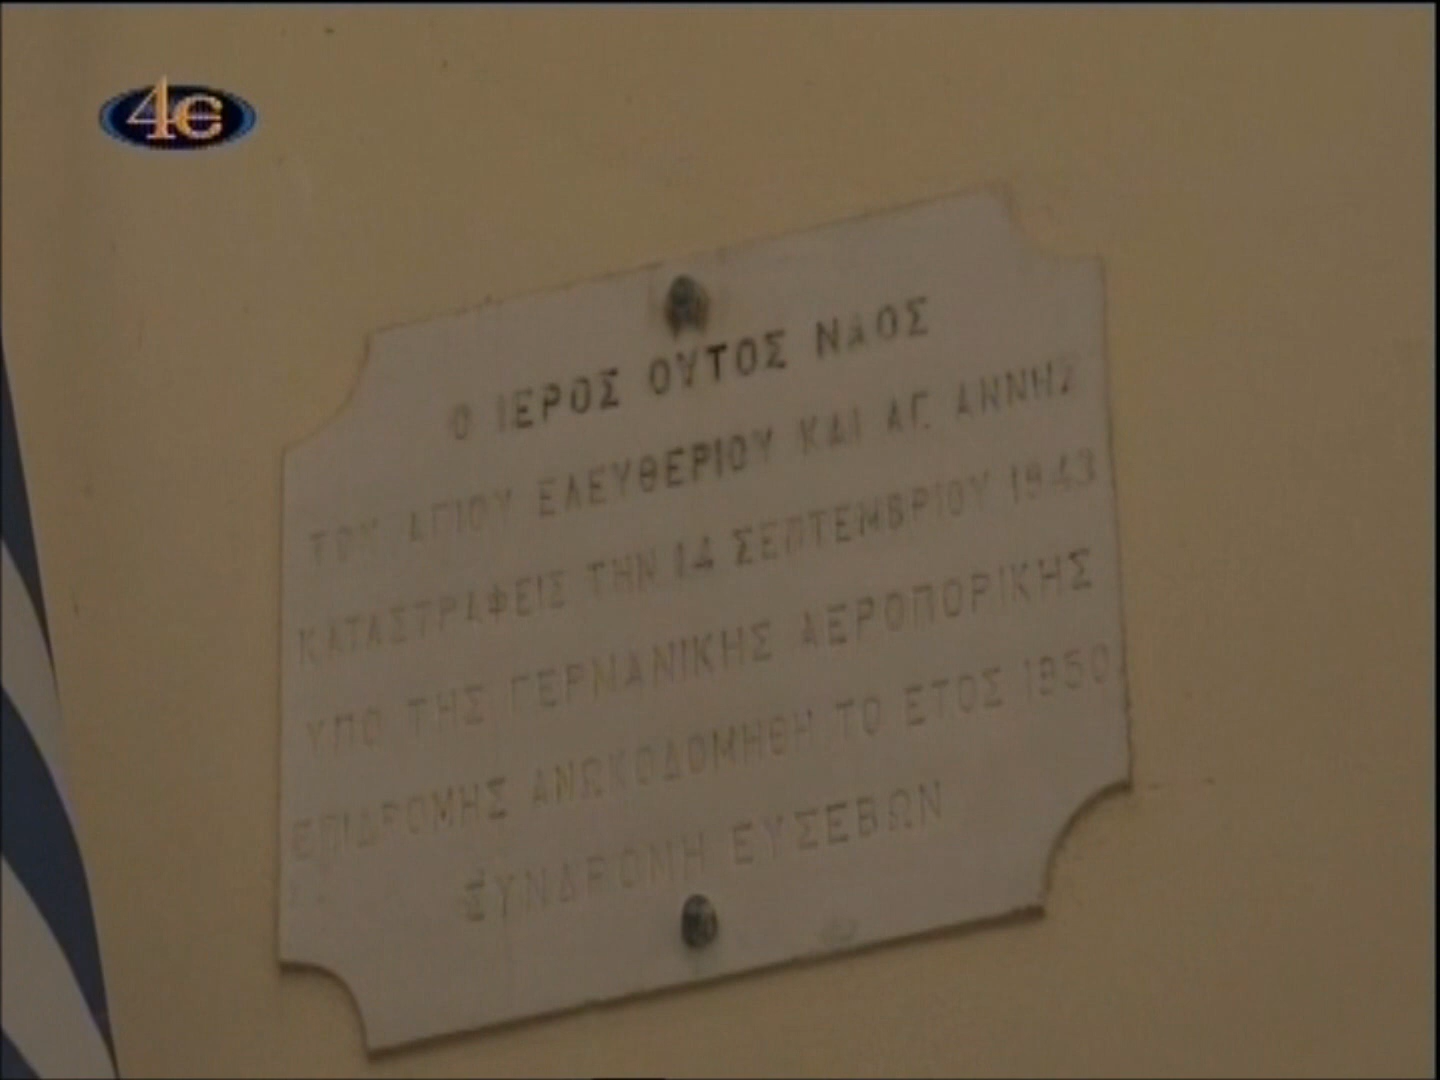 4ε
Ο ΙΕΡΟΣ ΟΥΤΟΣ ΝΑΟΣ
ΤΟΥ ΑΓΙΟΥ ΕΛΕΥΘΕΡΙΟΥ ΚΑΙ ΑΓ. ΑΝΝΗΣ
ΚΑΤΑΣΤΡΑΦΕΙΣ ΤΗΝ 14 ΣΕΠΤΕΜΒΡΙΟΥ 1943
ΥΠΟ ΤΗΣ ΓΕΡΜΑΝΙΚΗΣ ΑΕΡΟΠΟΡΙΚΗΣ
ΕΠΙΔΡΟΜΗΣ ΑΝΩΚΟΔΟΜΗΘΗ ΤΟ ΕΤΟΣ 1950
ΣΥΝΔΡΟΜΗ ΕΥΣΕΒΩΝ